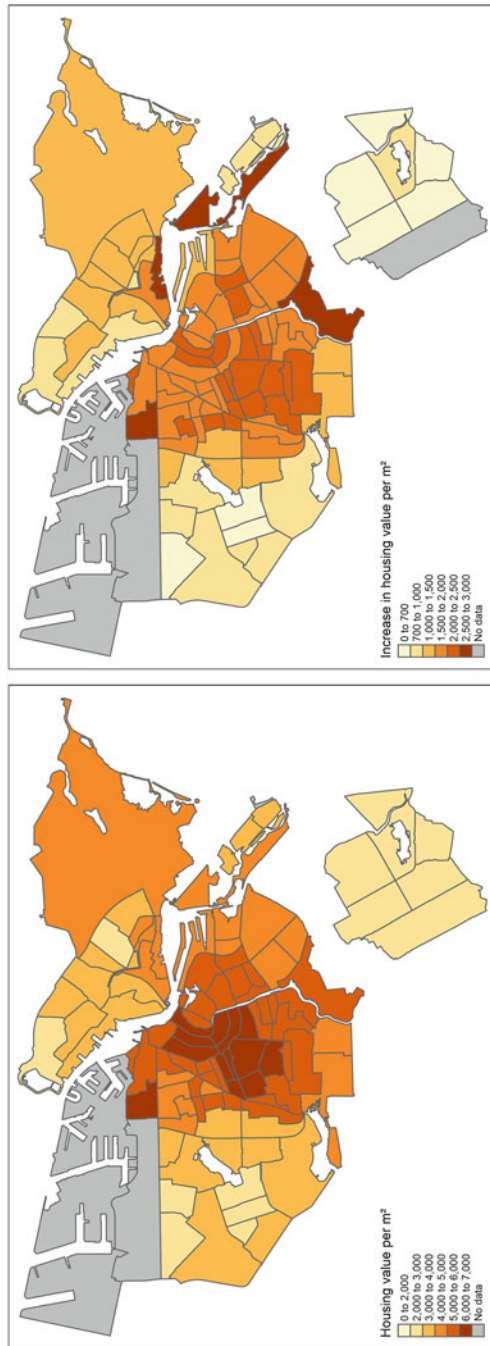 Housing value per m²
0 to 2,000
2,000 to 3,000
3,000 to 4,000
4,000 to 5,000
5,000 to 6,000
6,000 to 7,000
No data
Increase in housing value per m²
0 to 700
700 to 1,000
1,000 to 1,500
1,500 to 2,000
2,000 to 2,500
2,500 to 3,000
No data